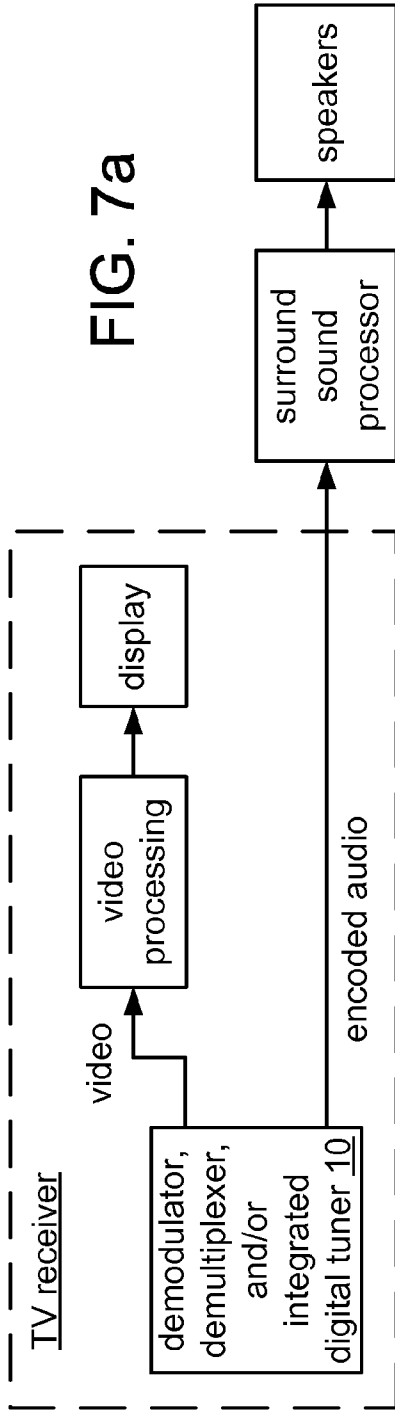 FIG. 7a
TV receiver
demodulator,
demultiplexer,
and/or
integrated
digital tuner 10
video
video
processing
display
encoded audio
surround
sound
processor
speakers